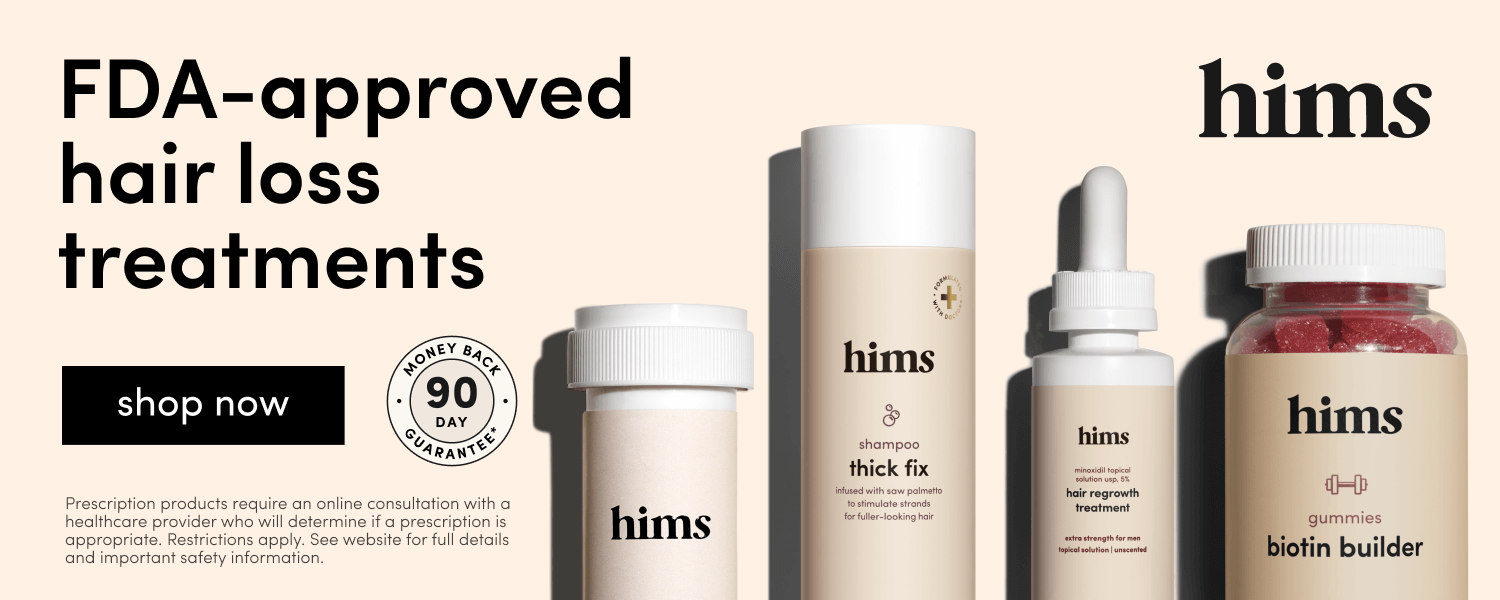 FDA-approved
hair loss
treatments
shop now
MONEY BACK
90
DAY
GUARANTEE*
Prescription products require an online consultation with a
healthcare provider who will determine if a prescription is
appropriate. Restrictions apply. See website for full details
and important safety information.
hims
hims
FORMULATED
WITH DOCTORS
hims
shampoo
thick fix
infused with saw palmetto
to stimulate strands
for fuller-looking hair
hims
minoxidil topical
solution usp, 5%
hair regrowth
treatment
extra strength for men
topical solution | unscented
hims
gummies
biotin builder